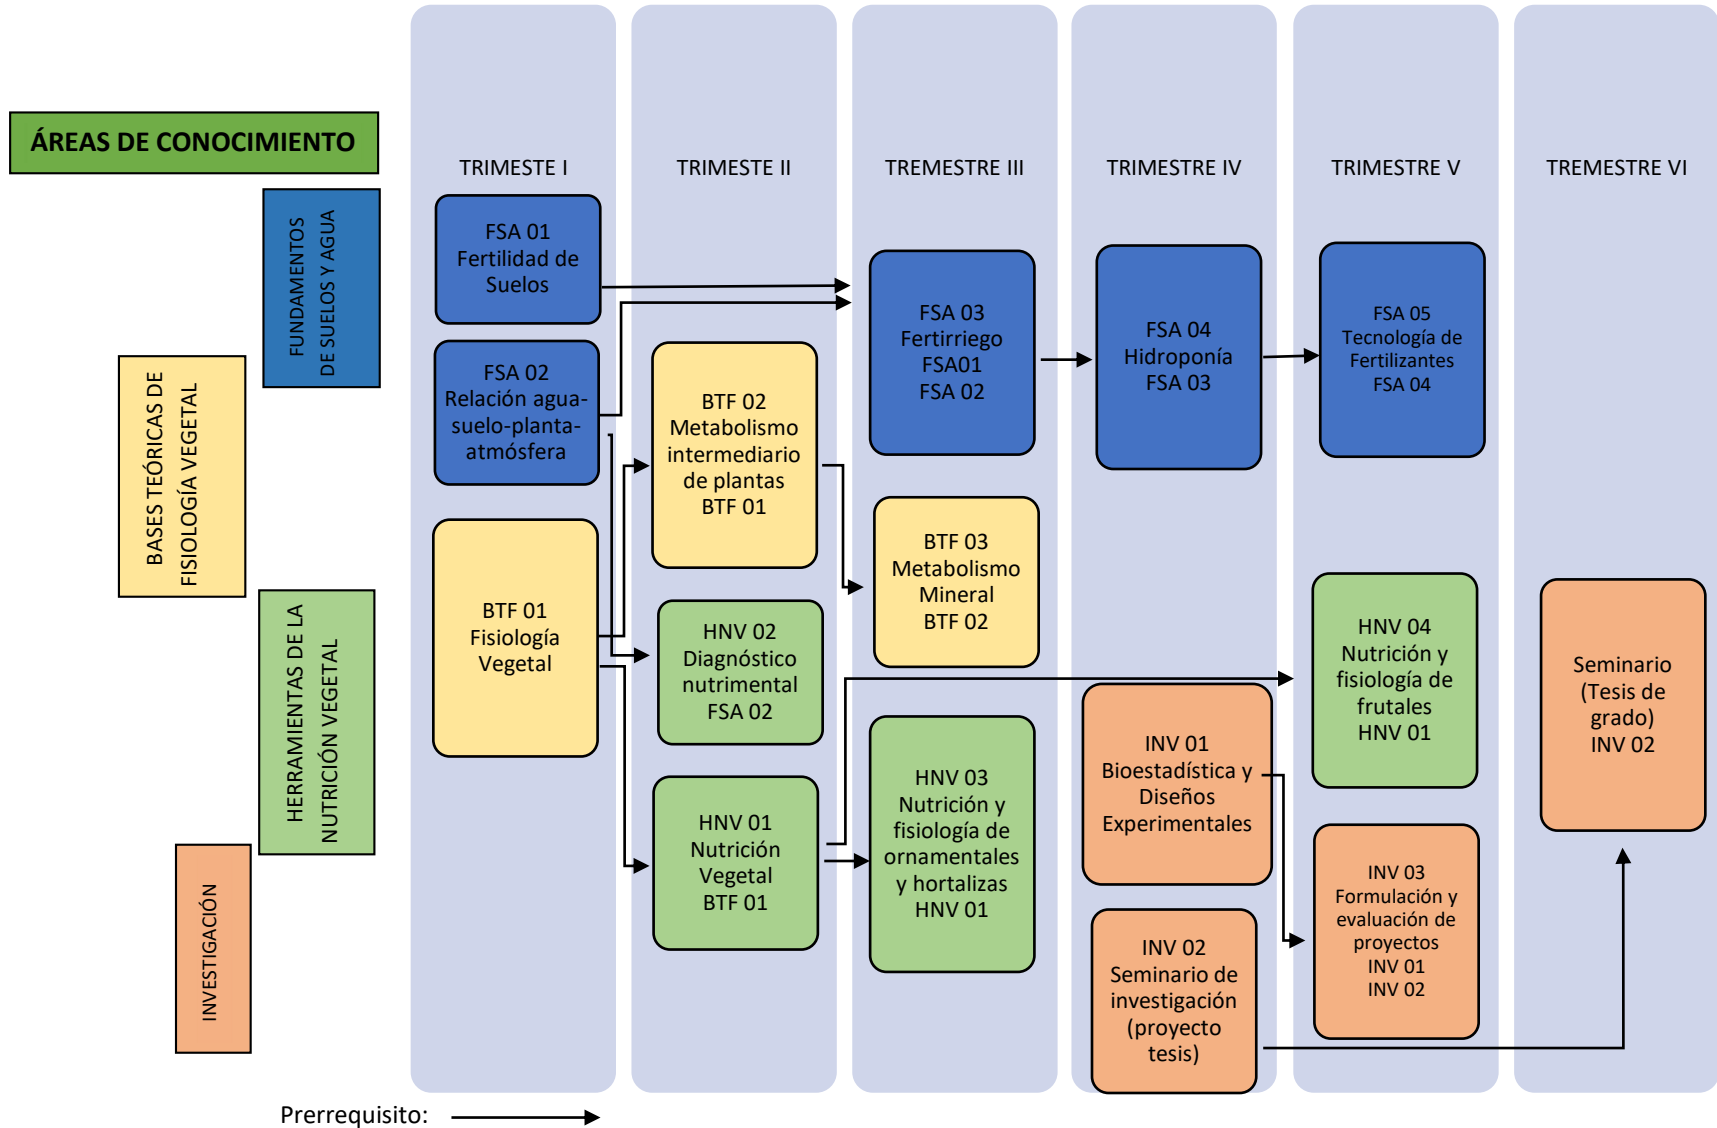 ÁREAS DE CONOCIMIENTO
FUNDAMENTOS
DE SUELOS Y AGUA
BASES TEÓRICAS DE
FISIOLOGÍA VEGETAL
HERRAMIENTAS DE LA
NUTRICIÓN VEGETAL
INVESTIGACIÓN
TRIMESTE I
FSA 01
Fertilidad de
Suelos
FSA 02
Relación agua-
suelo-planta-
atmósfera
BTF 01
Fisiología
Vegetal
TRIMESTE II
BTF 02
Metabolismo
intermediario
de plantas
BTF 01
HNV 02
Diagnóstico
nutrimental
FSA 02
HNV 01
Nutrición
Vegetal
BTF 01
TREMESTRE III
FSA 03
Fertirriego
FSA01
FSA 02
BTF 03
Metabolismo
Mineral
BTF 02
HNV 03
Nutrición y
fisiología de
ornamentales
y hortalizas
HNV 01
TRIMESTRE IV
FSA 04
Hidroponía
FSA 03
INV 01
Bioestadística y
Diseños
Experimentales
INV 02
Seminario de
investigación
(proyecto
tesis)
TRIMESTRE V
FSA 05
Tecnología de
Fertilizantes
FSA 04
HNV 04
Nutrición y
fisiología de
frutales
HNV 01
INV 03
Formulación y
evaluación de
proyectos
INV 01
INV 02
TREMESTRE VI
Seminario
(Tesis de
grado)
INV 02
Prerrequisito: